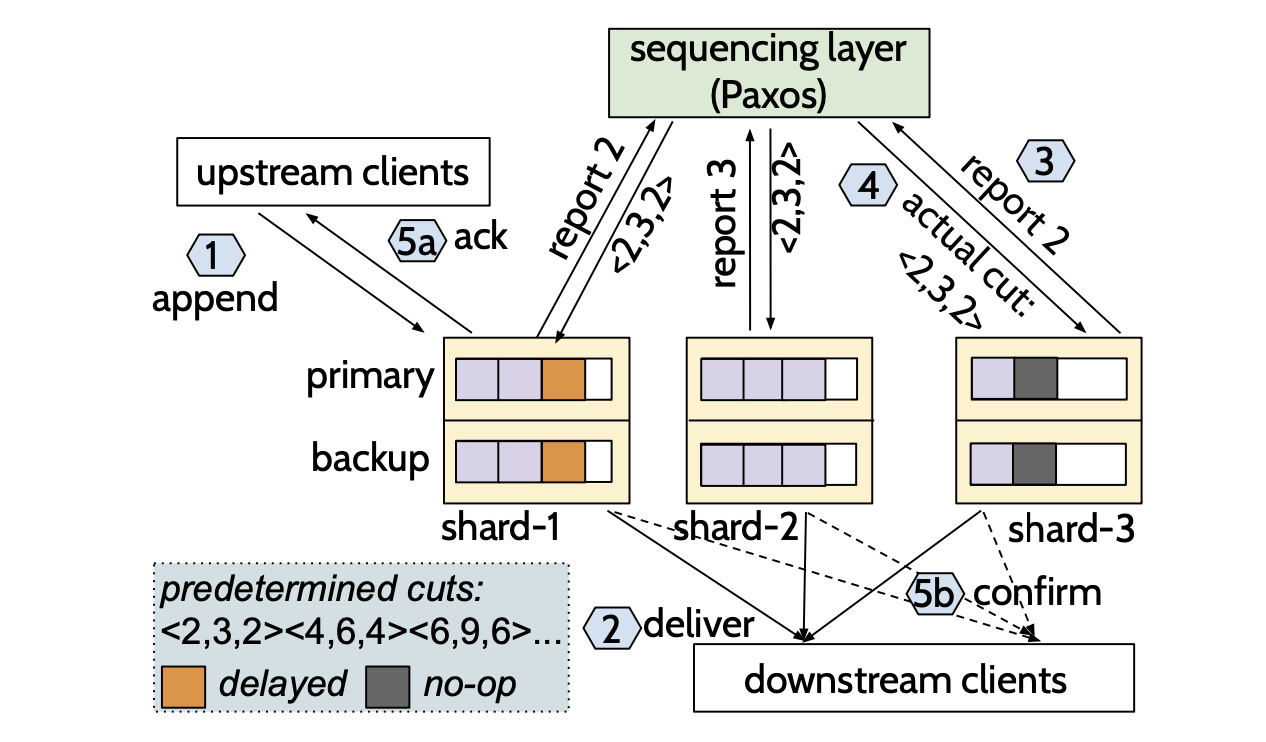 sequencing layer
(Paxos)
upstream clients
1
append
5a ack
report 2
<2,3,2>
report 3
<2,3,2>
4
actual cut:
<2,3,2>
3
report 2
primary
backup
shard-1
shard-2
shard-3
predetermined cuts:
<2,3,2><4,6,4><6,9,6>...
delayed
no-op
2 deliver
5b confirm
downstream clients